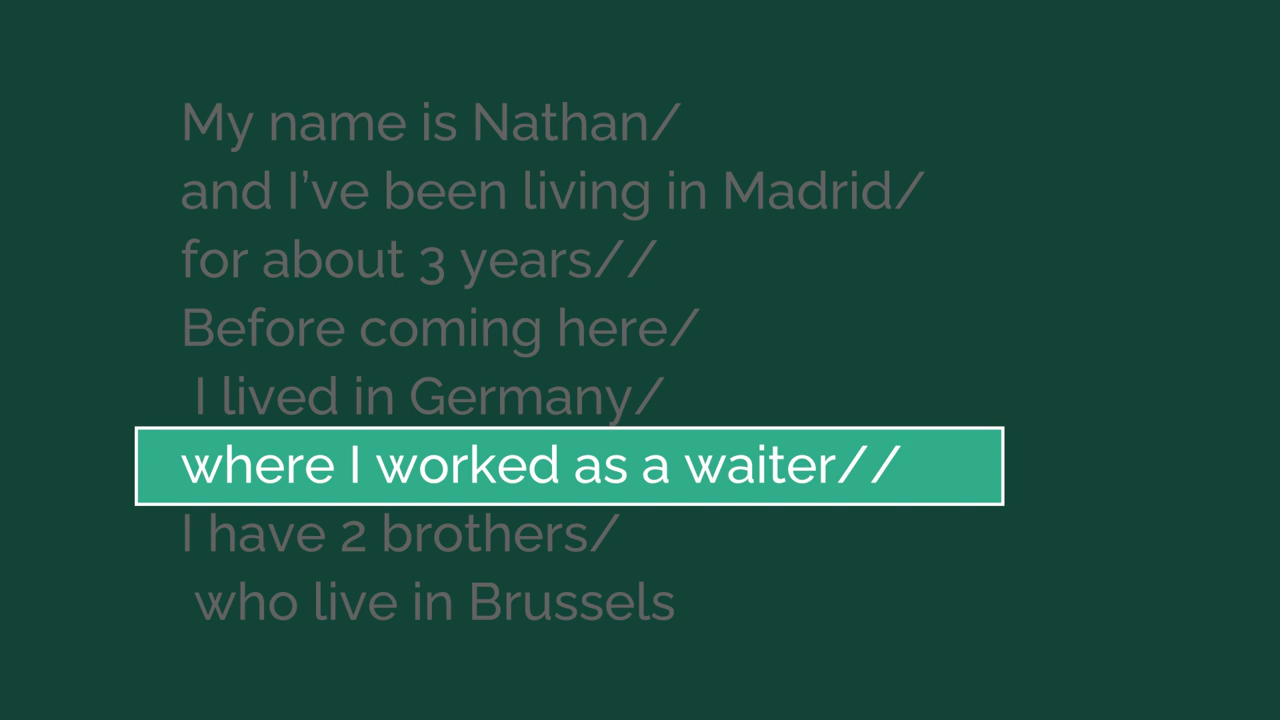 My name is Nathan/
and I’ve been living in Madrid/
for about 3 years//
Before coming here/
I lived in Germany/
where I worked as a waiter//
I have 2 brothers/
who live in Brussels